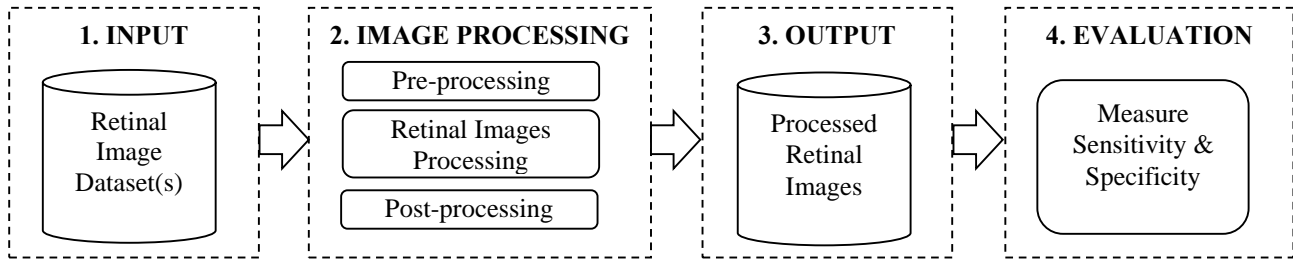 1. INPUT
Retinal
Image
Dataset(s)
2. IMAGE PROCESSING
Pre-processing
Retinal Images
Processing
Post-processing
3. OUTPUT
Processed
Retinal
Images
4. EVALUATION
Measure
Sensitivity &
Specificity